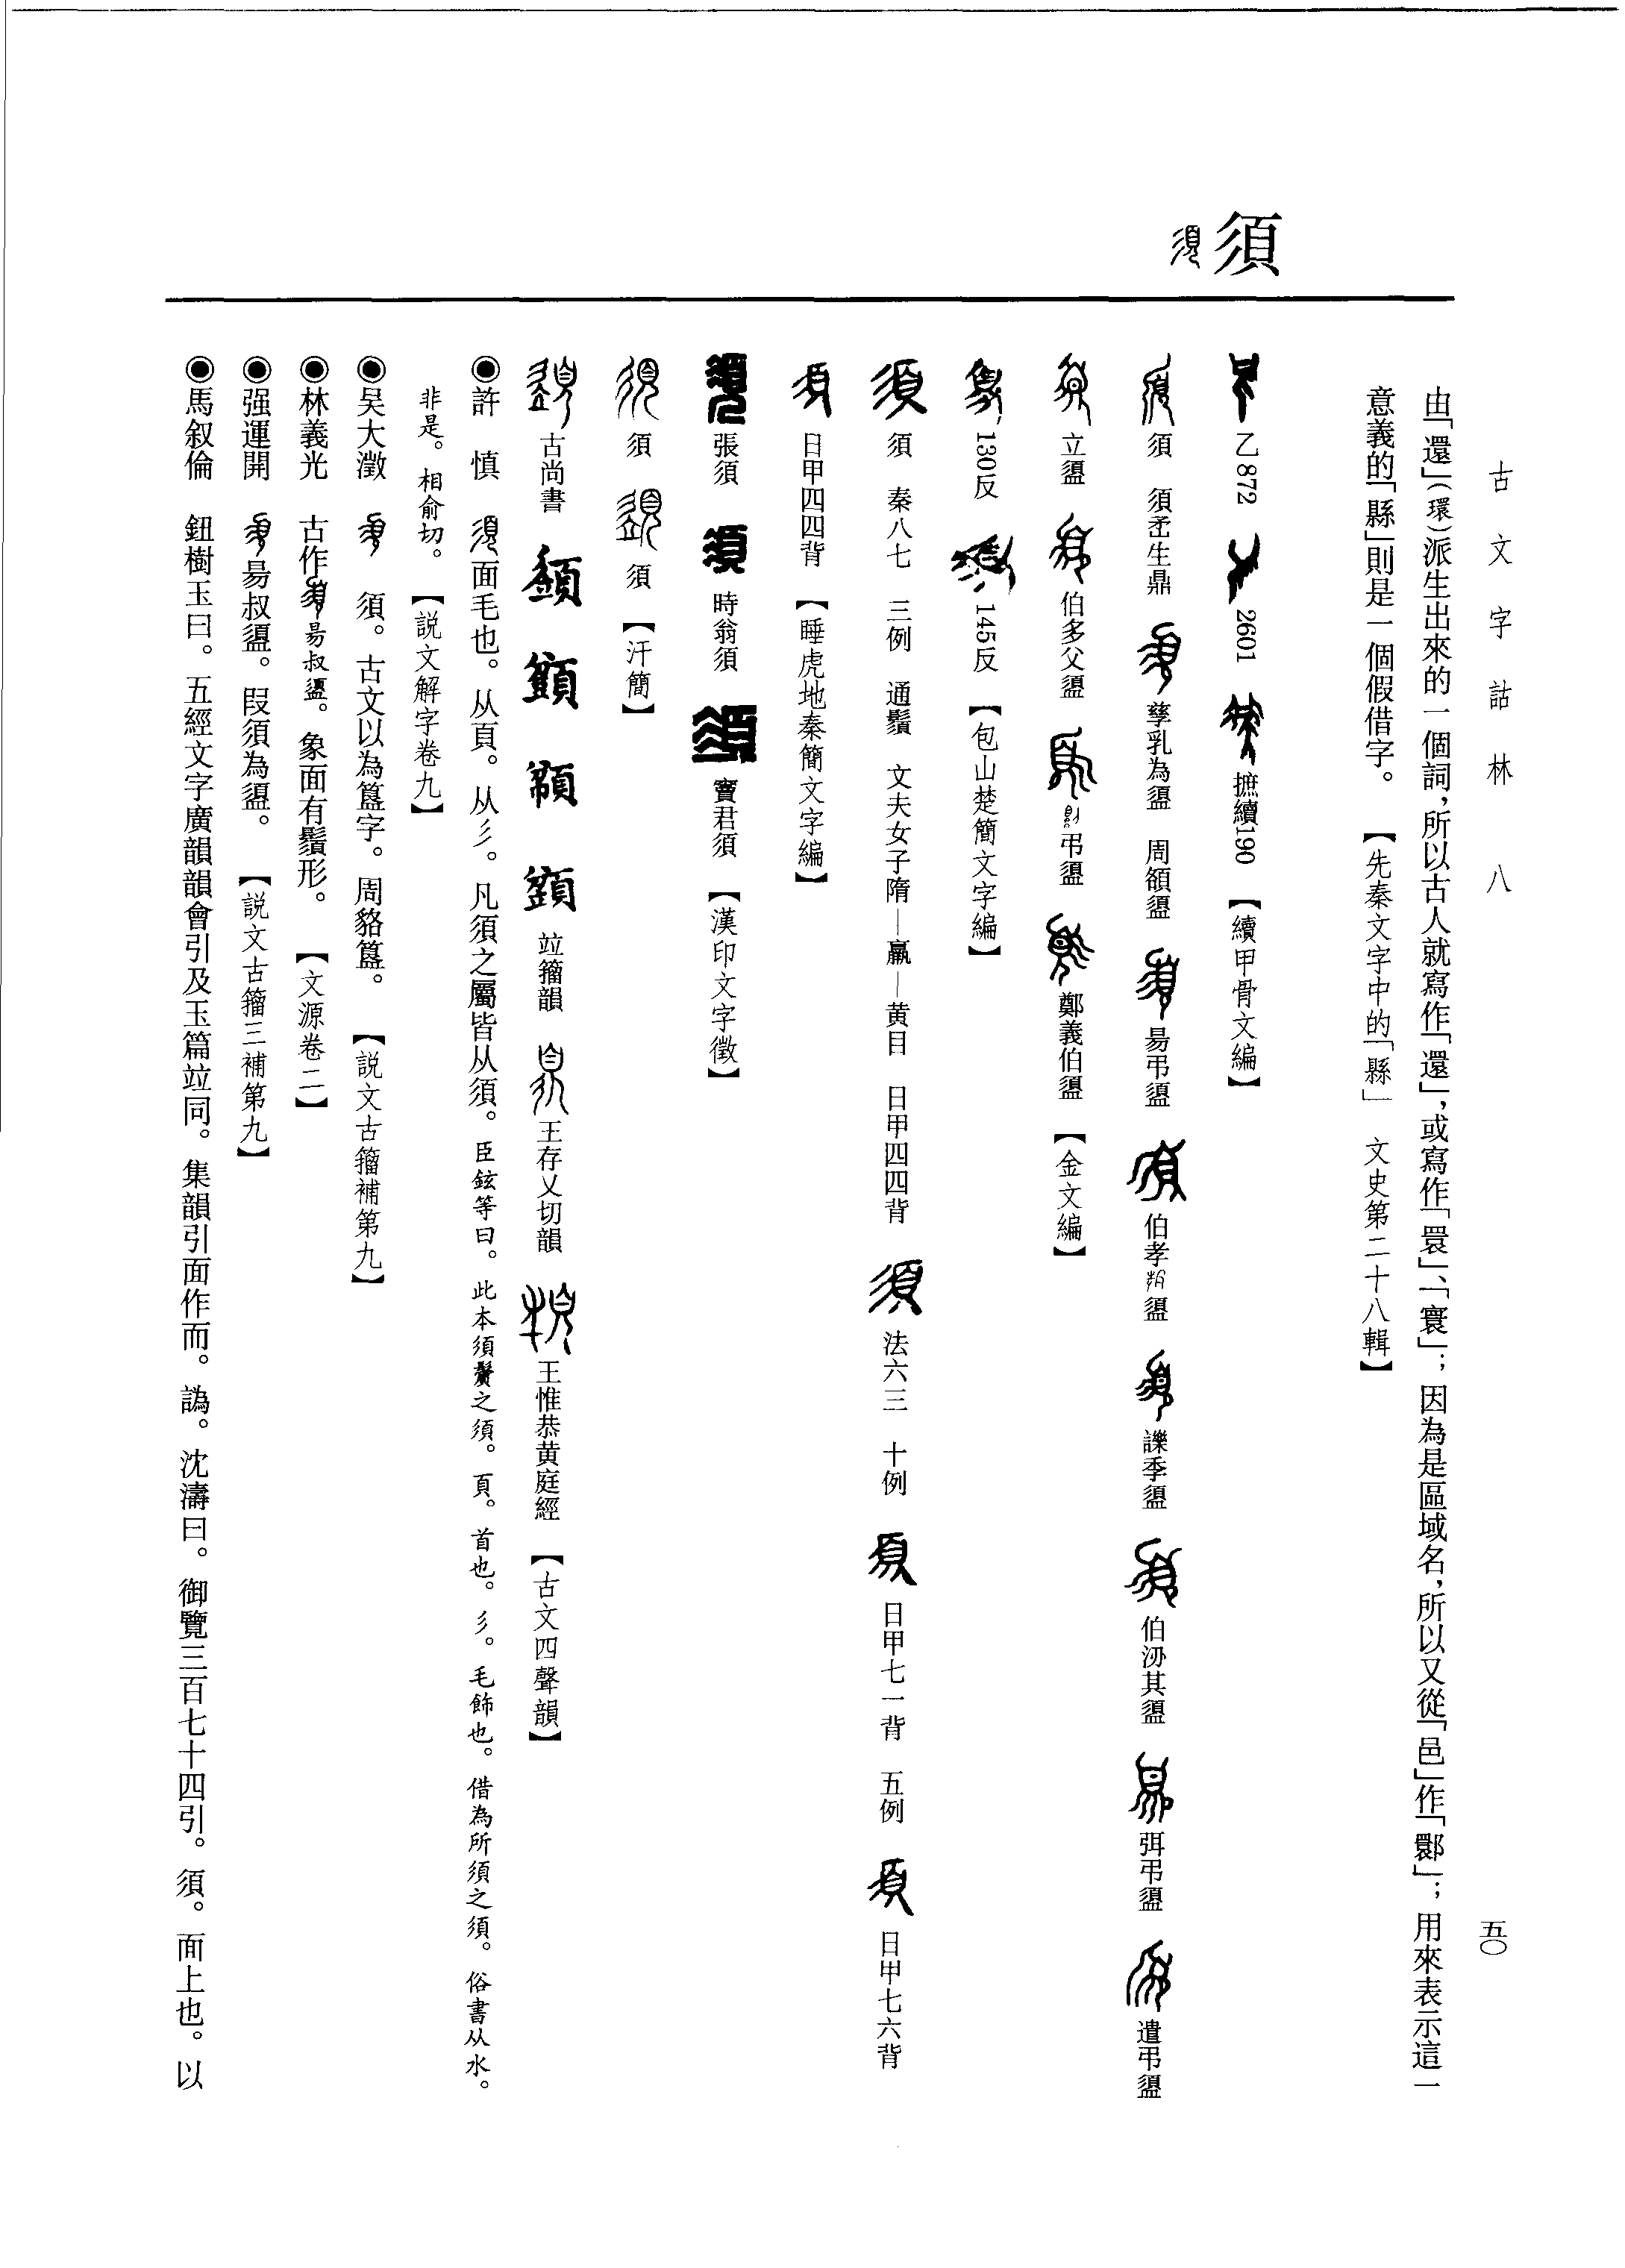 古文字詁林 八
五〇
由「還」（環）派生出來的一個詞，所以古人就寫作「還」，或寫作「睘」、「寰」；因為是區域名，所以又從「邑」作「鄚」；用來表示這一
意義的「縣」則是一個假借字。 【先秦文字中的「縣」 文史第二十八輯】
須
乙872 2601 摭續190 【續甲骨文編】
須 須孟生鼎 孳乳為盨 周雒盨 昜弔盨 伯孝盨 謀季盨 伯其盨 弭弔盨 遣弔盨
立盨 伯多父盨 弔盨 鄭義伯盨 【金文編】
130反 145反 【包山楚簡文字編】
須 秦八七 三例 通鬚 文夫女子隋—羸—黄目 日甲四四背 法六三 十例 日甲七一背 五例 日甲七六背
日甲四四背 【睡虎地秦簡文字編】
張須 時翁須 竇君須 【漢印文字徵】
須 須 【汗簡】
古尚書 竝籀韻 王存乂切韻 王惟恭黄庭經 【古文四聲韻】
◉許 慎 面毛也。从頁。从彡。凡須之屬皆从須。臣鉉等曰。此本須鬢之須。頁。首也。彡。毛飾也。借為所須之須。俗書从水。
非是。相俞切。 【説文解字卷九】
◉吴大澂 須。古文以為簋字。周貉簋。 【説文古籀補第九】
◉林義光 古作昜叔盨。象面有鬚形。 【文源卷二】
◉强運開 昜叔盨。叚須為盨。 【説文古籀三補第九】
◉馬叙倫 鈕樹玉曰。五經文字廣韻韻會引及玉篇竝同。集韻引面作而。譌。沈濤曰。御覽三百七十四引。須。面上也。以